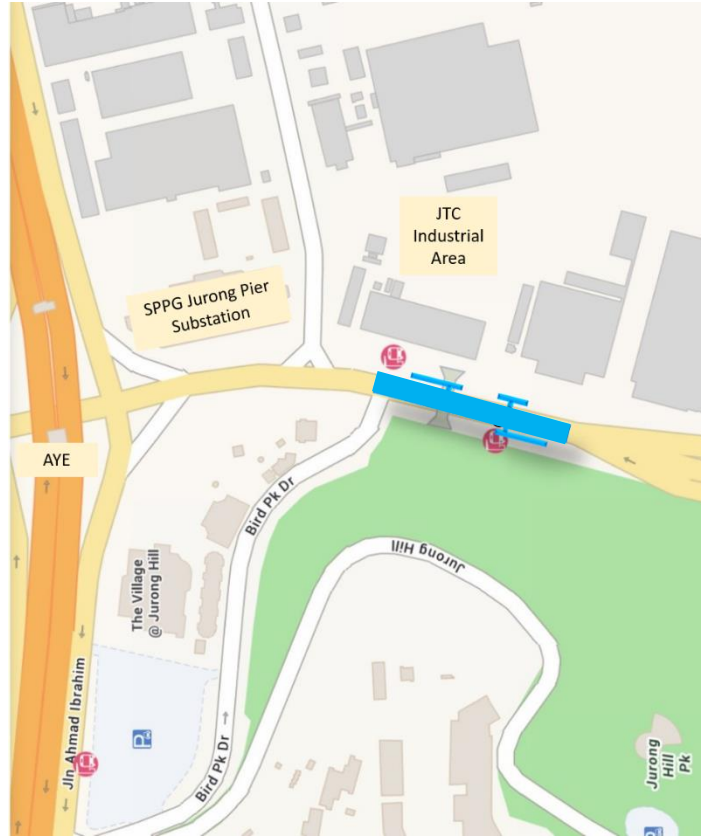 JTC
Industrial
Area
SPPG Jurong Pier
Substation
AYE
Bird Pk Dr
Jurong Hill
The Village
@ Jurong Hill
Jln Ahmad Ibrahim
Bird Pk Dr
Jurong
Hill
Pk
P
P